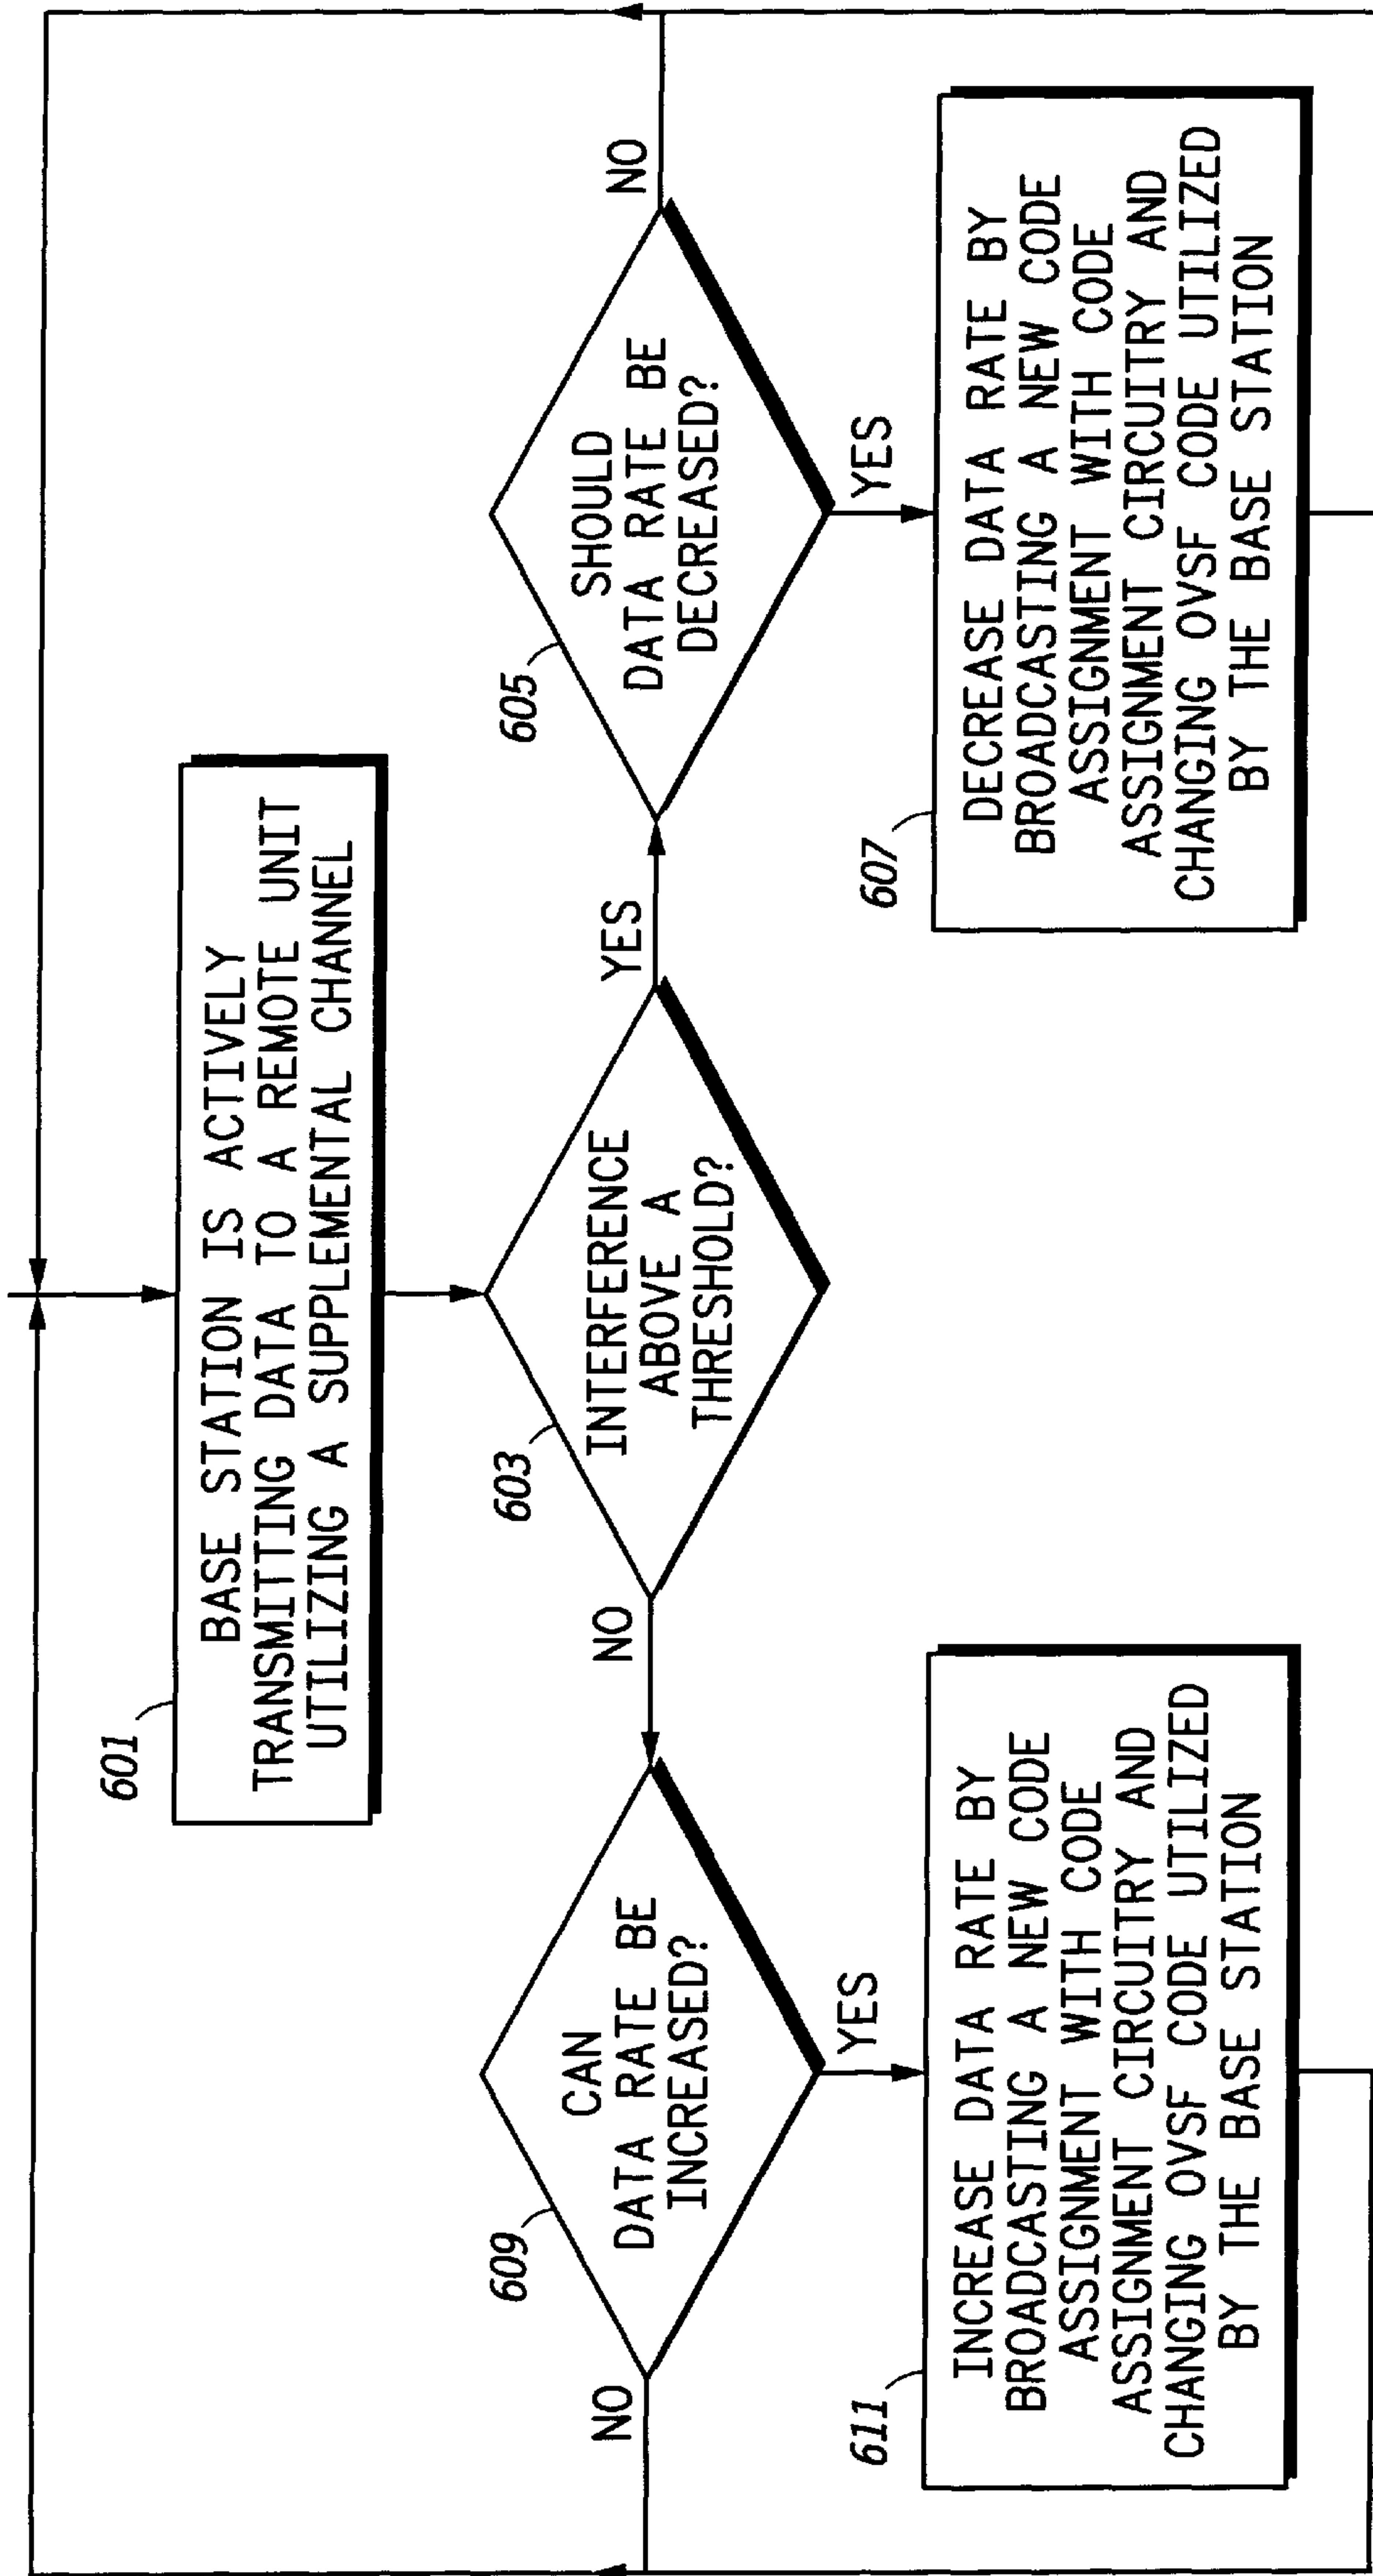 601
BASE STATION IS ACTIVELY
TRANSMITTING DATA TO A REMOTE UNIT
UTILIZING A SUPPLEMENTAL CHANNEL
603
INTERFERENCE
ABOVE A
THRESHOLD?
NO
YES
609
CAN
DATA RATE BE
INCREASED?
NO
YES
605
SHOULD
DATA RATE BE
DECREASED?
NO
YES
611
INCREASE DATA RATE BY
BROADCASTING A NEW CODE
ASSIGNMENT WITH CODE
ASSIGNMENT CIRCUITRY AND
CHANGING OVSF CODE UTILIZED
BY THE BASE STATION
607
DECREASE DATA RATE BY
BROADCASTING A NEW CODE
ASSIGNMENT WITH CODE
ASSIGNMENT CIRCUITRY AND
CHANGING OVSF CODE UTILIZED
BY THE BASE STATION